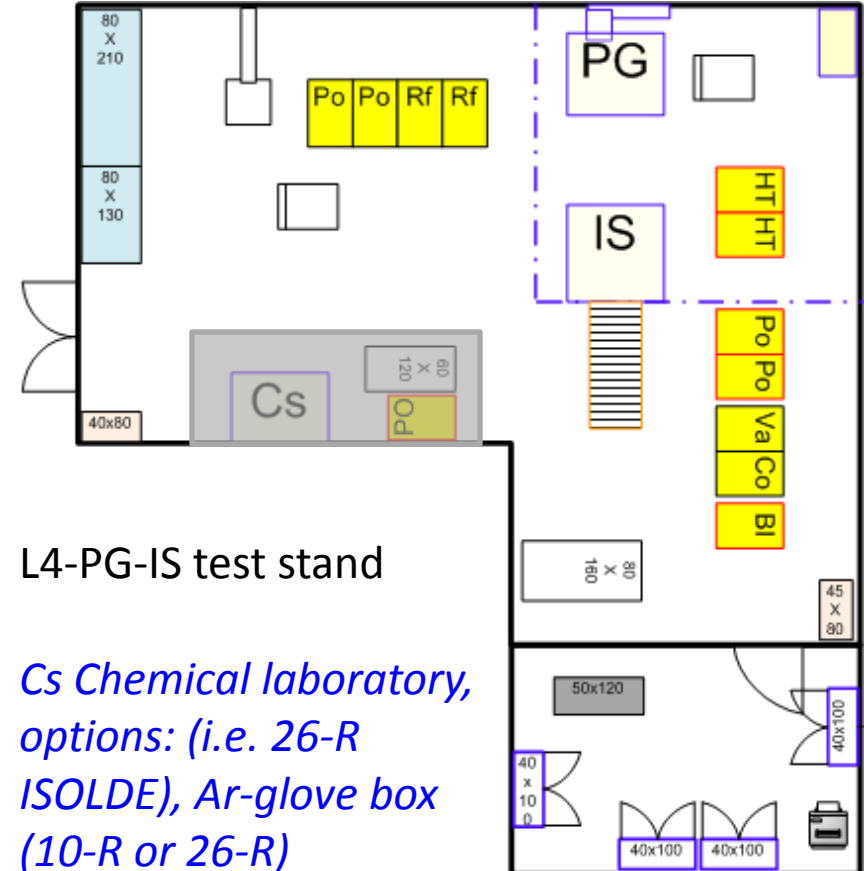 80
X
210
PG
Po Po Rf Rf
80
X
130
HT
HT
IS
Po
Po
60
X
120
Cs
PO
40x80
Va
Co
BI
80
X
160
45
X
80
L4-PG-IS test stand
Cs Chemical laboratory,
options: (i.e. 26-R
ISOLDE), Ar-glove box
(10-R or 26-R)
50x120
40x100
40
x
10
0
40x100
40x100